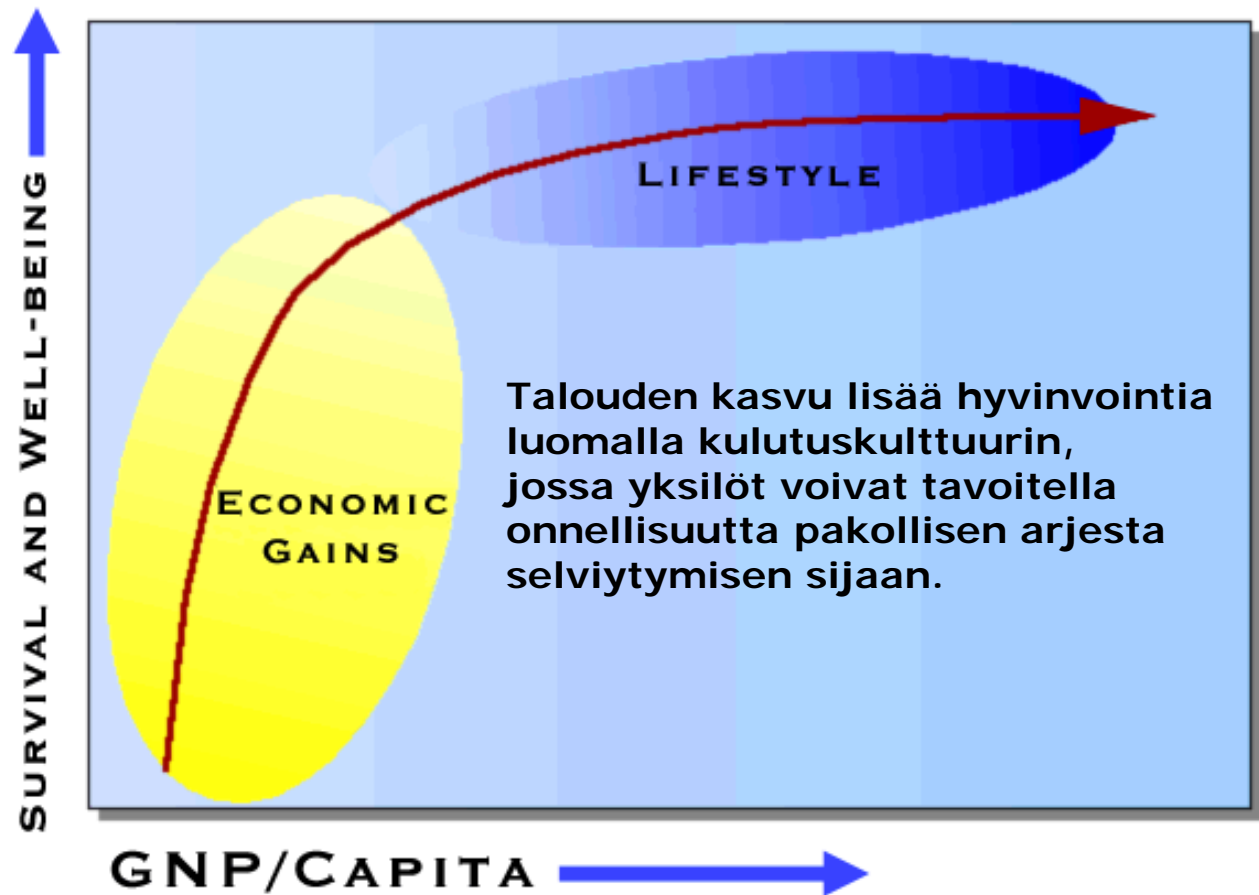 SURVIVAL AND WELL-BEING
LIFESTYLE
Talouden kasvu lisää hyvinvointia
luomalla kulutuskulttuurin,
jossa yksilöt voivat tavoitella
onnellisuutta pakollisen arjesta
selviytymisen sijaan.
ECONOMIC
GAINS
GNP/CAPITA